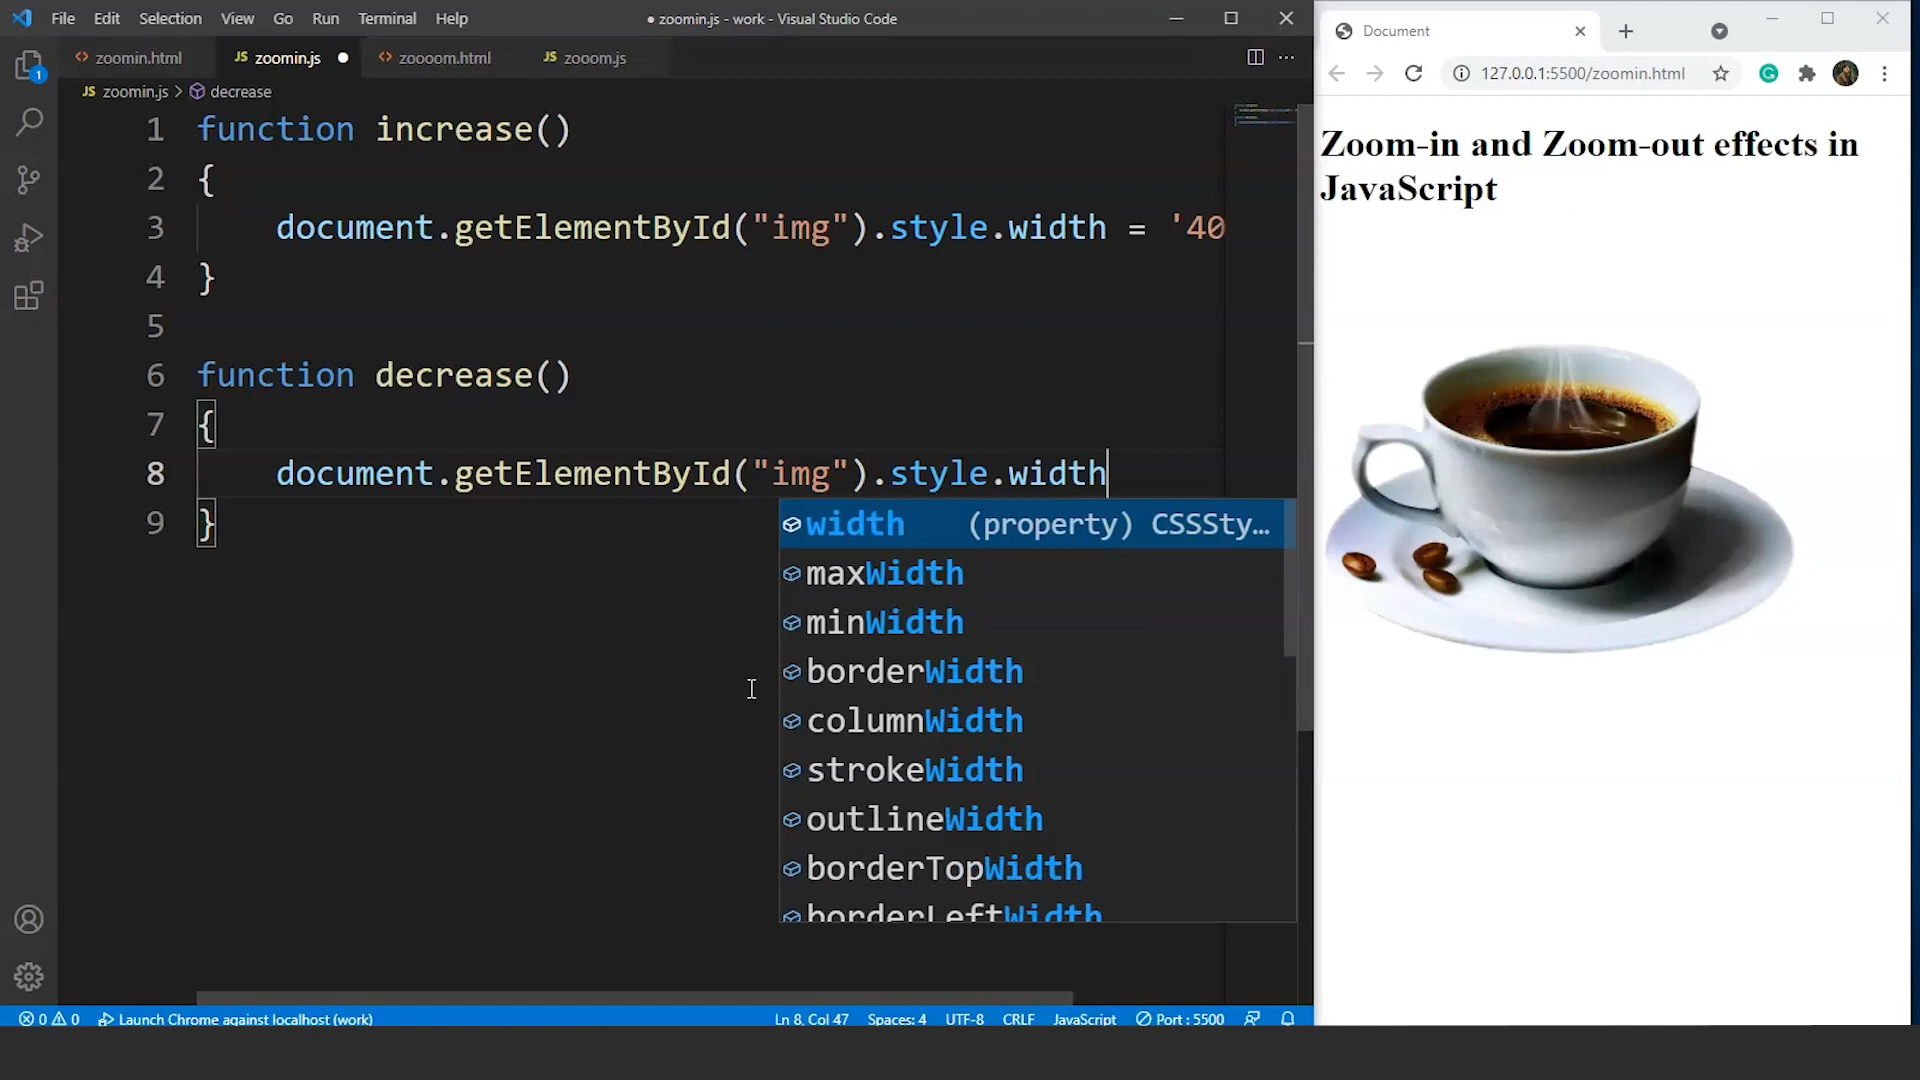 File Edit Selection View Go Run Terminal Help
● zoomin.js - work - Visual Studio Code
zoomin.html
JS zoomin.js ●
zoooom.html
JS zooom.js
JS zoomin.js > decrease
1 function increase()
2 {
3 document.getElementById("img").style.width = '40
4 }
5
6 function decrease()
7 {
8 document.getElementById("img").style.width
9 }
width (property) CSSSty…
maxWidth
minWidth
borderWidth
columnWidth
strokeWidth
outlineWidth
borderTopWidth
borderLeftWidth
1
0 0 Launch Chrome against localhost (work)
Ln 8, Col 47 Spaces: 4 UTF-8 CRLF JavaScript Port : 5500
Document
127.0.0.1:5500/zoomin.html
Zoom-in and Zoom-out effects in
JavaScript